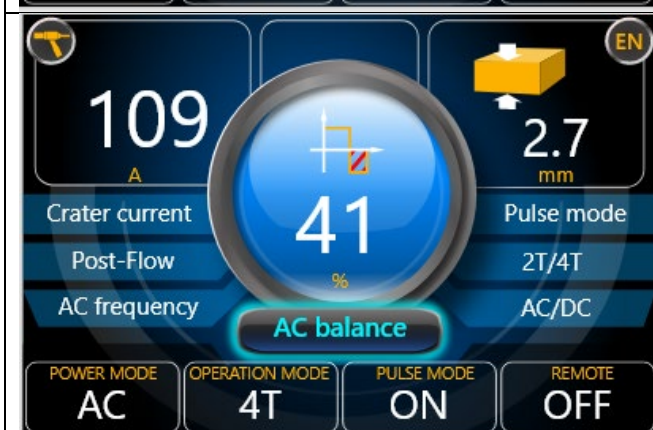 EN
109
A
2.7
mm
41
%
Crater current
Pulse mode
Post-Flow
2T/4T
AC frequency
AC/DC
AC balance
POWER MODE
OPERATION MODE
PULSE MODE
REMOTE
AC
4T
ON
OFF